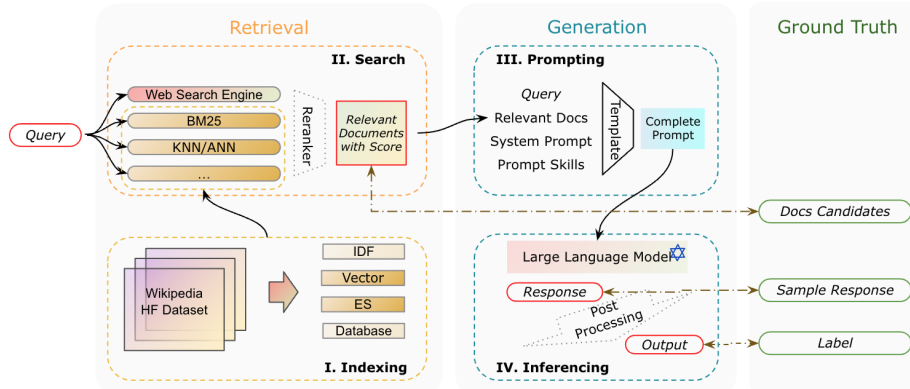 Retrieval
Generation
Ground Truth
II. Search
Query
Web Search Engine
BM25
KNN/ANN
...
Reranker
Relevant
Documents
with Score
III. Prompting
Query
Relevant Docs
System Prompt
Prompt Skills
Template
Complete
Prompt
Docs Candidates
Wikipedia
HF Dataset
IDF
Vector
ES
Database
I. Indexing
Large Language Model
Response
Post
Processing
Output
IV. Inferencing
Sample Response
Label